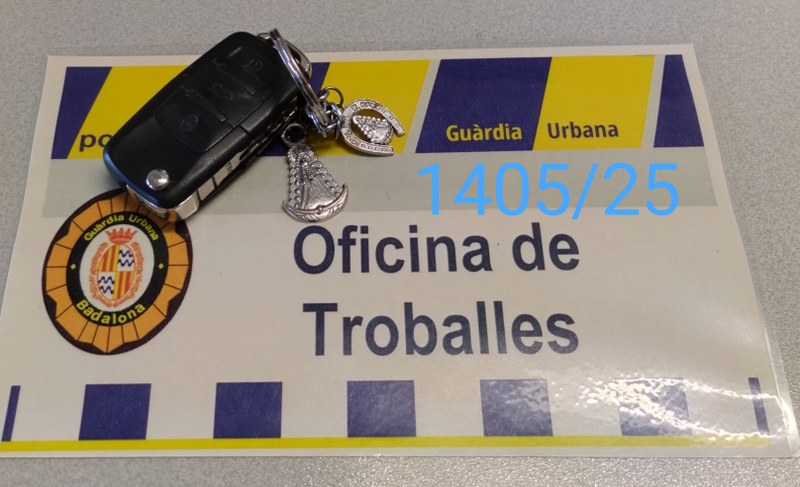 po
Guàrdia Urbana
1405/25
Guàrdia Urbana
Badalona
Oficina de
Troballes